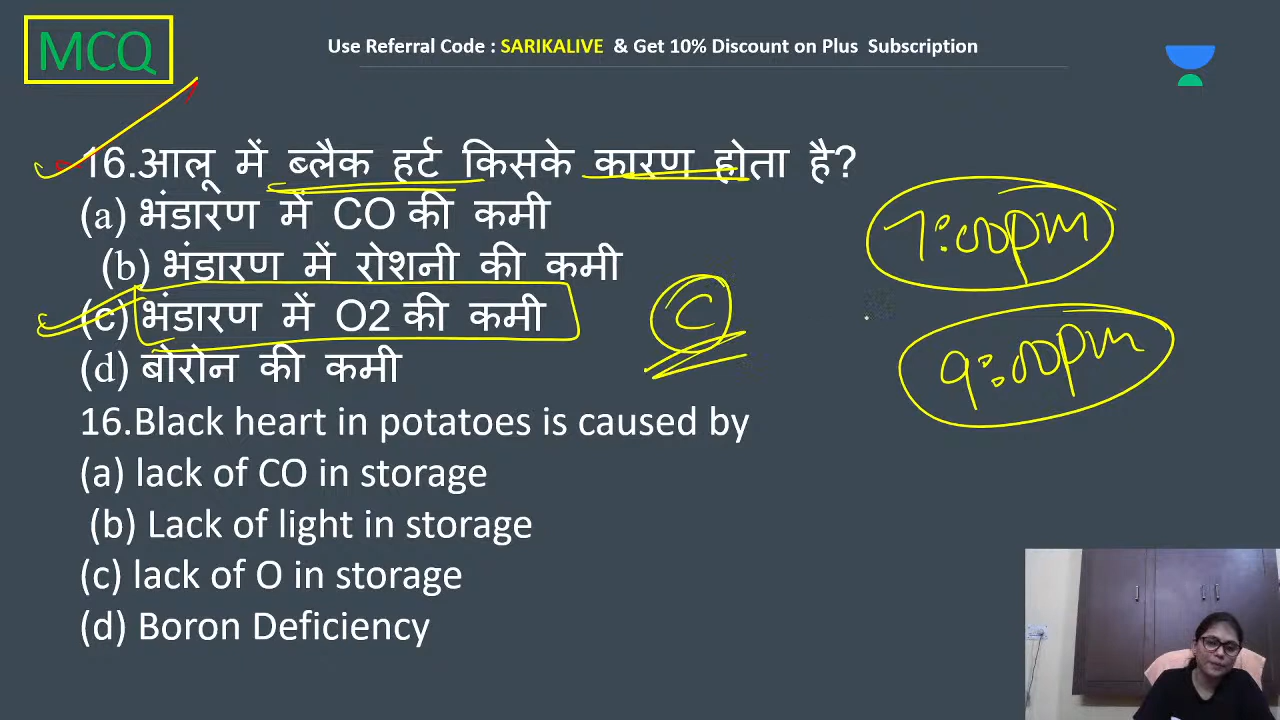 MCQ
Use Referral Code : SARIKALIVE & Get 10% Discount on Plus Subscription
16.आलू में ब्लैक हर्ट किसके कारण होता है?
(a) भंडारण में CO की कमी
(b) भंडारण में रोशनी की कमी
(c) भंडारण में O2 की कमी
(d) बोरोन की कमी
C
7:00pm
9:00pm
16.Black heart in potatoes is caused by
(a) lack of CO in storage
(b) Lack of light in storage
(c) lack of O in storage
(d) Boron Deficiency